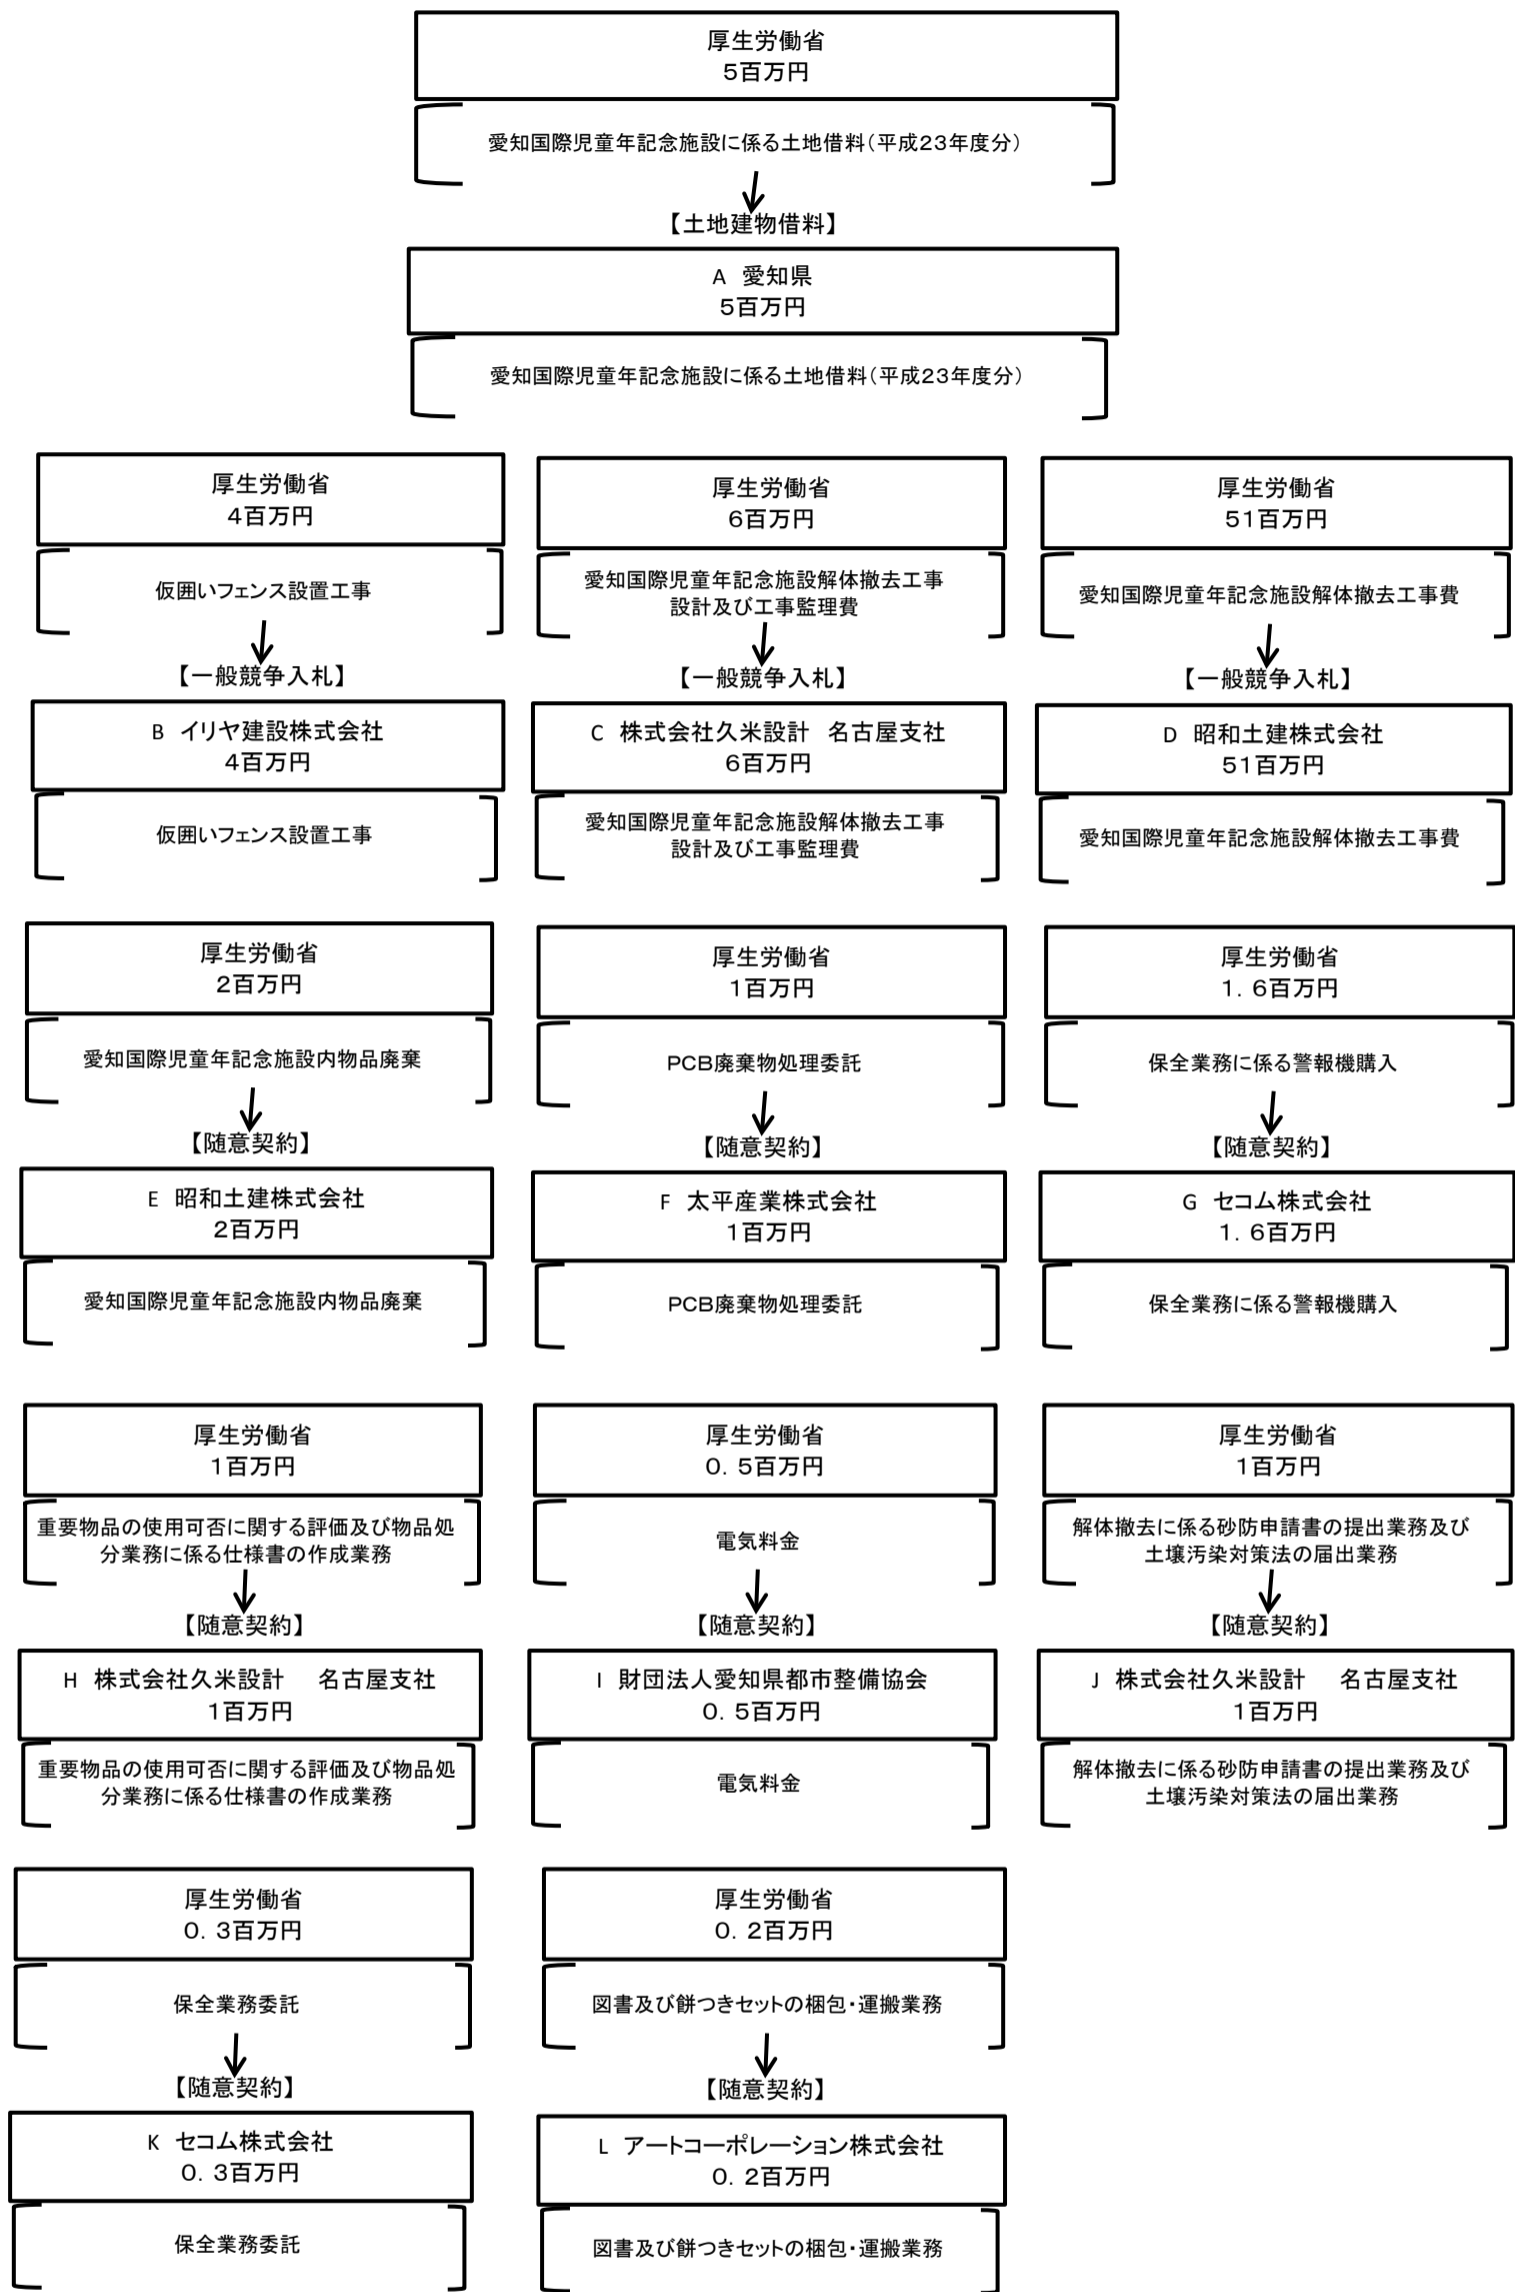 厚生労働省
5百万円
愛知国際児童年記念施設に係る土地借料（平成23年度分）
【土地建物借料】
A　愛知県
5百万円
愛知国際児童年記念施設に係る土地借料（平成23年度分）
厚生労働省
4百万円
仮囲いフェンス設置工事
【一般競争入札】
B　イリヤ建設株式会社
4百万円
仮囲いフェンス設置工事
厚生労働省
6百万円
愛知国際児童年記念施設解体撤去工事
設計及び工事監理費
【一般競争入札】
C　株式会社久米設計　名古屋支社
6百万円
愛知国際児童年記念施設解体撤去工事
設計及び工事監理費
厚生労働省
51百万円
愛知国際児童年記念施設解体撤去工事費
【一般競争入札】
D　昭和土建株式会社
51百万円
愛知国際児童年記念施設解体撤去工事費
厚生労働省
2百万円
愛知国際児童年記念施設内物品廃棄
【随意契約】
E　昭和土建株式会社
2百万円
愛知国際児童年記念施設内物品廃棄
厚生労働省
1百万円
PCB廃棄物処理委託
【随意契約】
F　太平産業株式会社
1百万円
PCB廃棄物処理委託
厚生労働省
1．6百万円
保全業務に係る警報機購入
【随意契約】
G　セコム株式会社
1．6百万円
保全業務に係る警報機購入
厚生労働省
1百万円
重要物品の使用可否に関する評価及び物品処
分業務に係る仕様書の作成業務
【随意契約】
H　株式会社久米設計　　名古屋支社
1百万円
重要物品の使用可否に関する評価及び物品処
分業務に係る仕様書の作成業務
厚生労働省
0．5百万円
電気料金
【随意契約】
I　財団法人愛知県都市整備協会
0．5百万円
電気料金
厚生労働省
1百万円
解体撤去に係る砂防申請書の提出業務及び
土壌汚染対策法の届出業務
【随意契約】
J　株式会社久米設計　　名古屋支社
1百万円
解体撤去に係る砂防申請書の提出業務及び
土壌汚染対策法の届出業務
厚生労働省
0．3百万円
保全業務委託
【随意契約】
K　セコム株式会社
0．3百万円
保全業務委託
厚生労働省
0．2百万円
図書及び餅つきセットの梱包・運搬業務
【随意契約】
L　アートコーポレーション株式会社
0．2百万円
図書及び餅つきセットの梱包・運搬業務